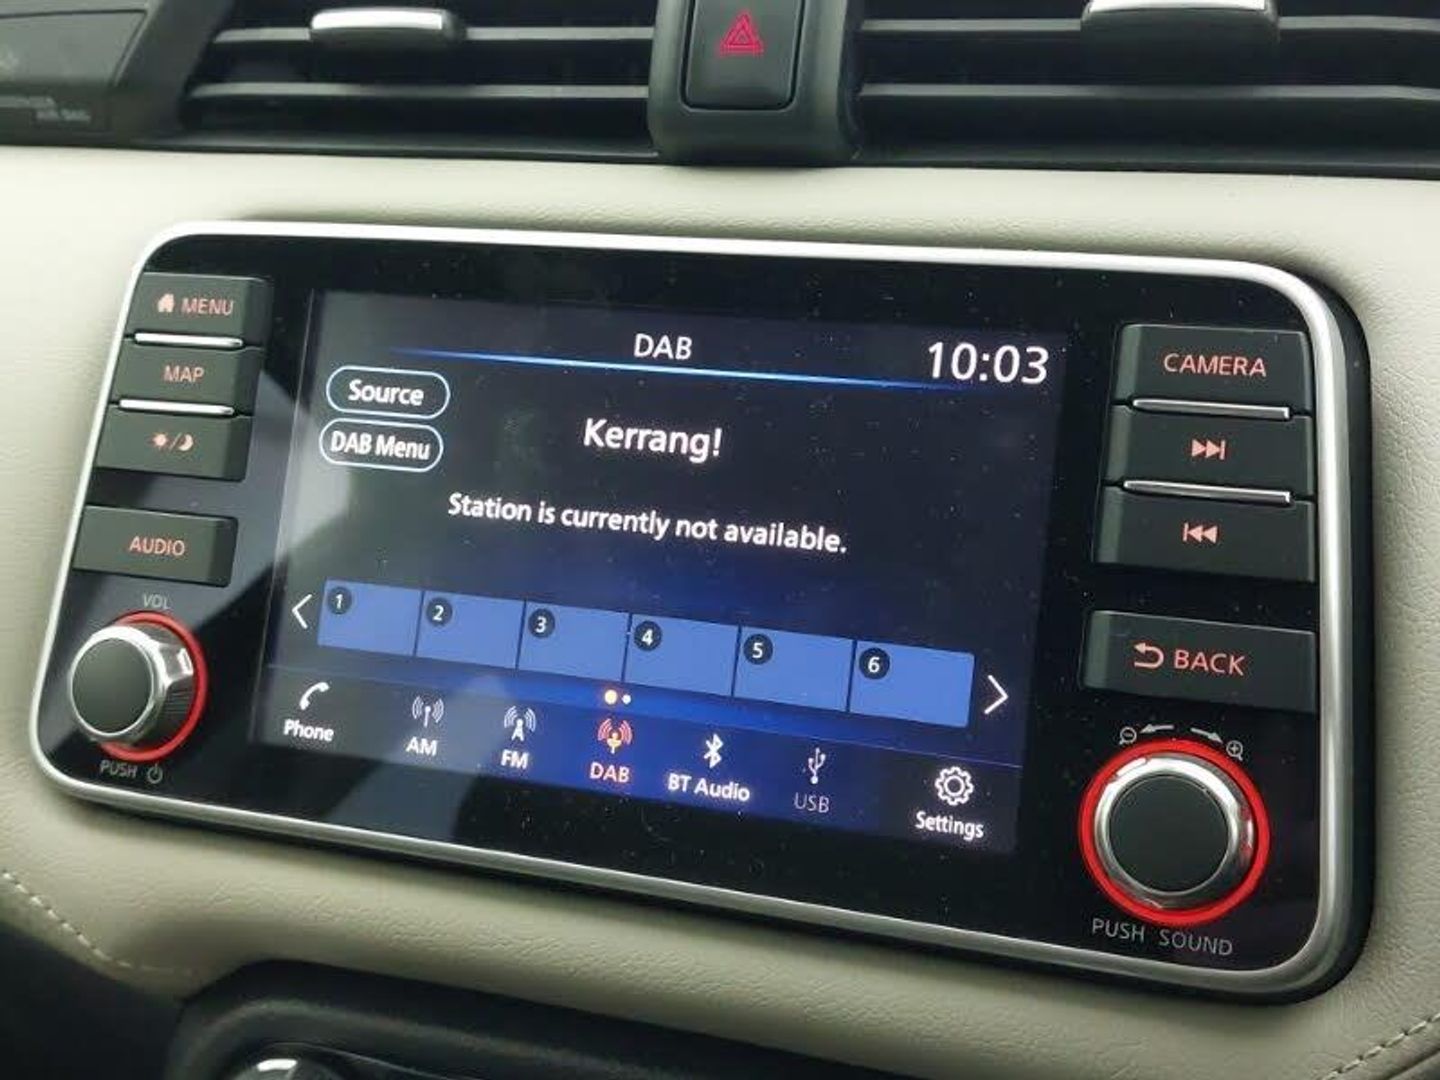 MENU
MAP
AUDIO
VOL
PUSH
DAB
10:03
Source
DAB Menu
Kerrang!
Station is currently not available.
1
2
3
4
5
6
Phone
AM
FM
DAB
BT Audio
USB
Settings
CAMERA
BACK
PUSH SOUND